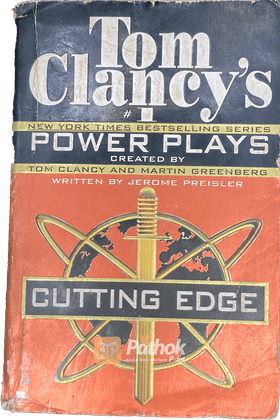 Tom
Clancy's
#1
NEW YORK TIMES BESTSELLING SERIES
POWER PLAYS
CREATED BY
TOM CLANCY AND MARTIN GREENBERG
WRITTEN BY JEROME PREISLER
CUTTING EDGE
Pathok